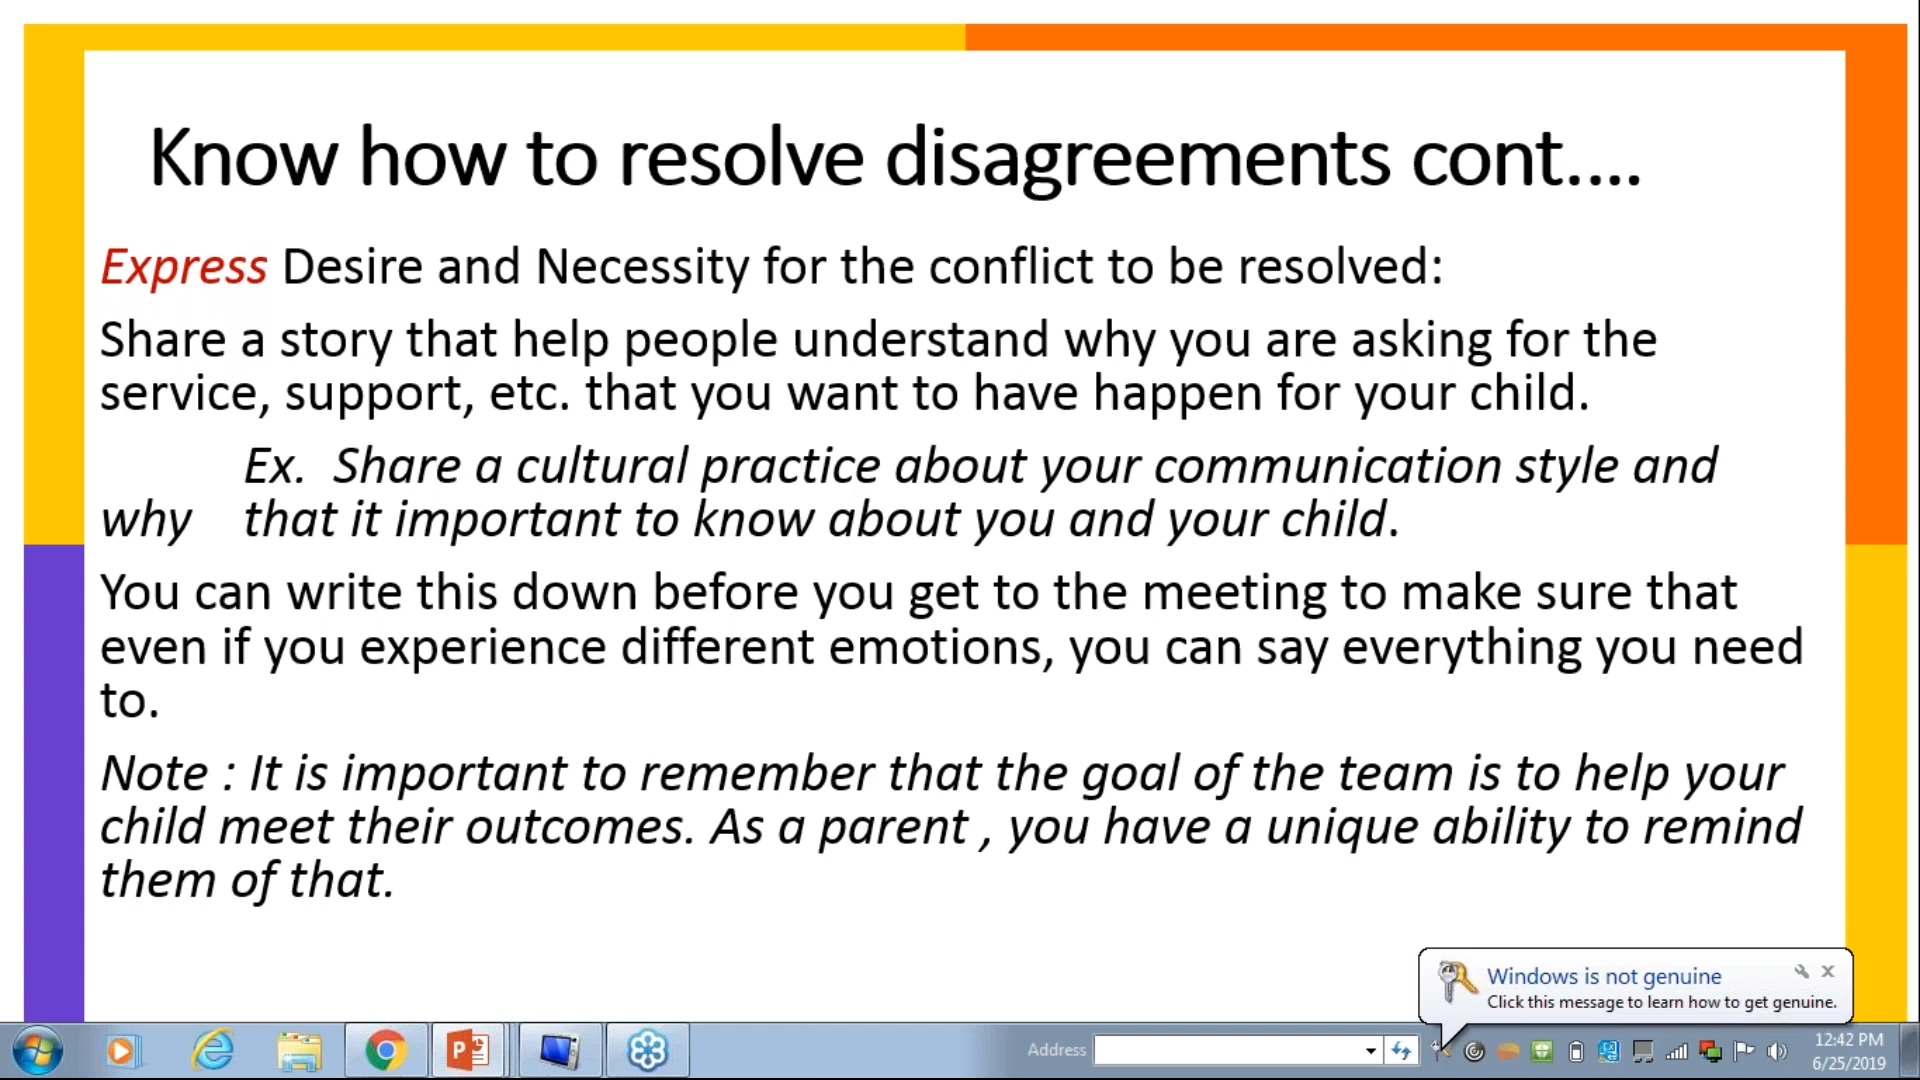 Know how to resolve disagreements cont....
Express Desire and Necessity for the conflict to be resolved:
Share a story that help people understand why you are asking for the
service, support, etc. that you want to have happen for your child.
Ex. Share a cultural practice about your communication style and
why that it important to know about you and your child.
You can write this down before you get to the meeting to make sure that
even if you experience different emotions, you can say everything you need
to.
Note : It is important to remember that the goal of the team is to help your
child meet their outcomes. As a parent , you have a unique ability to remind
them of that.
Windows is not genuine
Click this message to learn how to get genuine.
Address
12:42 PM
6/25/2019